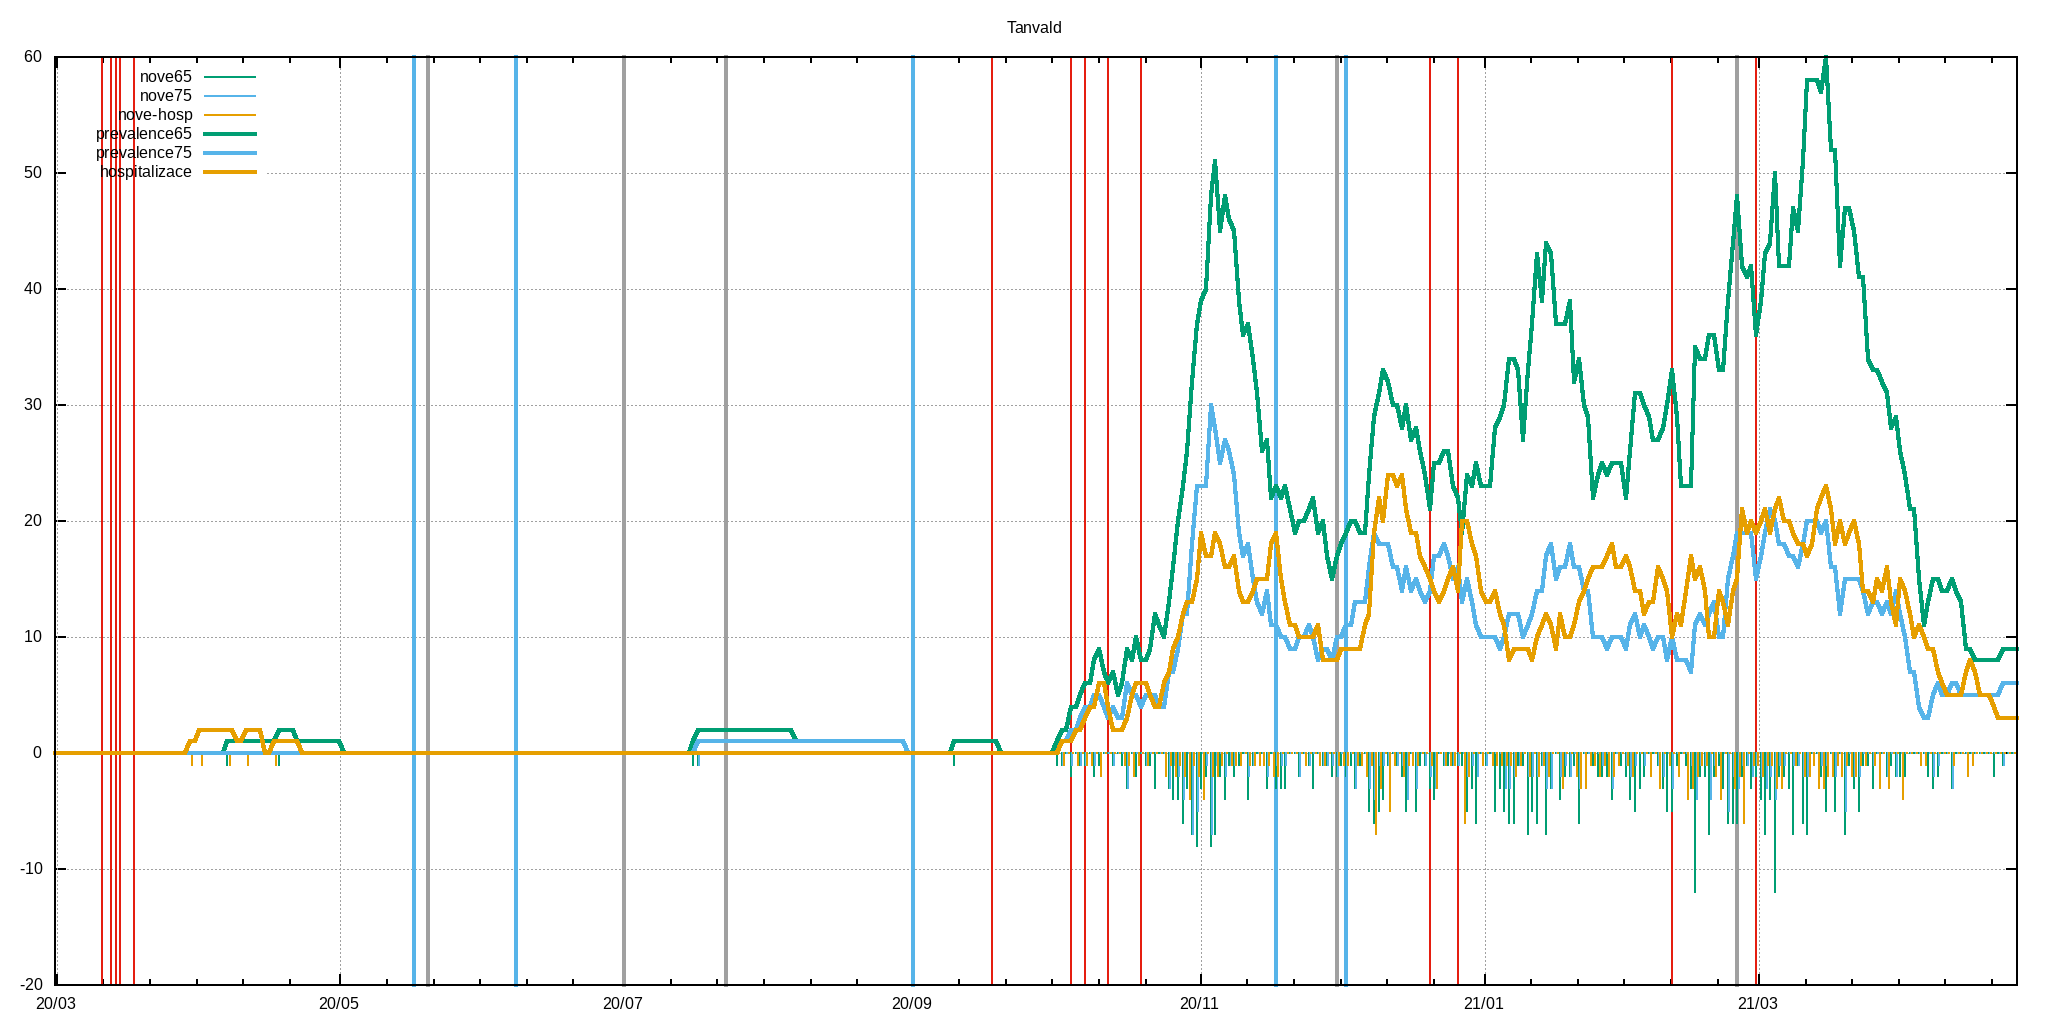 Tanvald
nove65
nove75
nove-hosp
prevalence65
prevalence75
hospitalizace
60
50
40
30
20
10
0
-10
-20
20/03 20/05 20/07 20/09 20/11 21/01 21/03